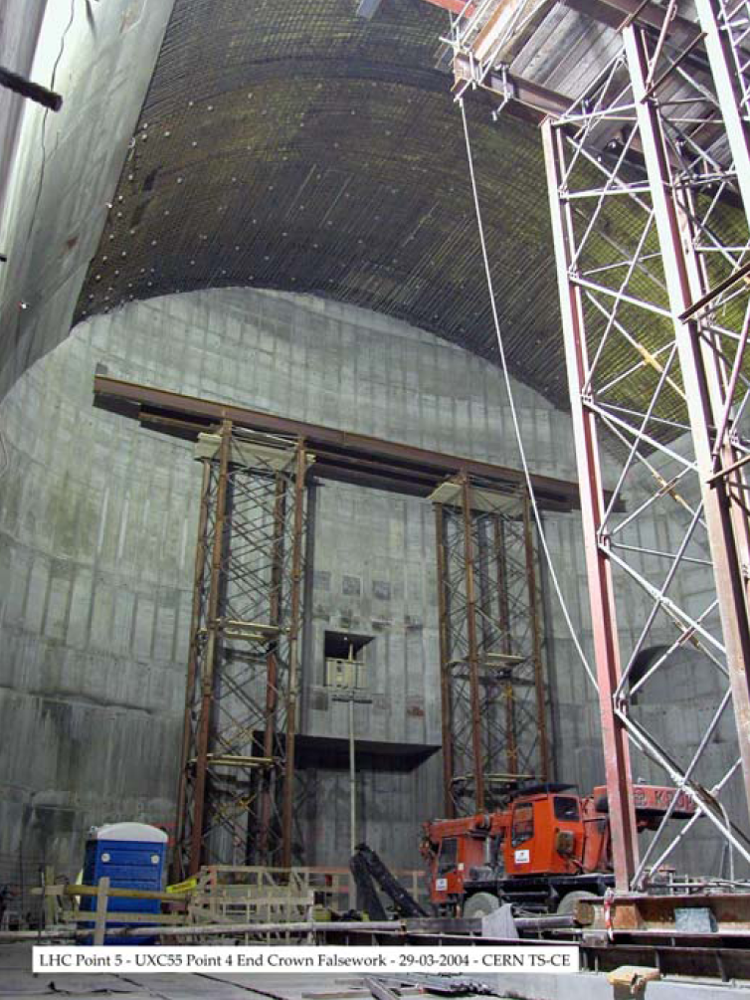 LHC Point 5 - UXC55 Point 4 End Crown Falsework - 29-03-2004 - CERN TS-CE